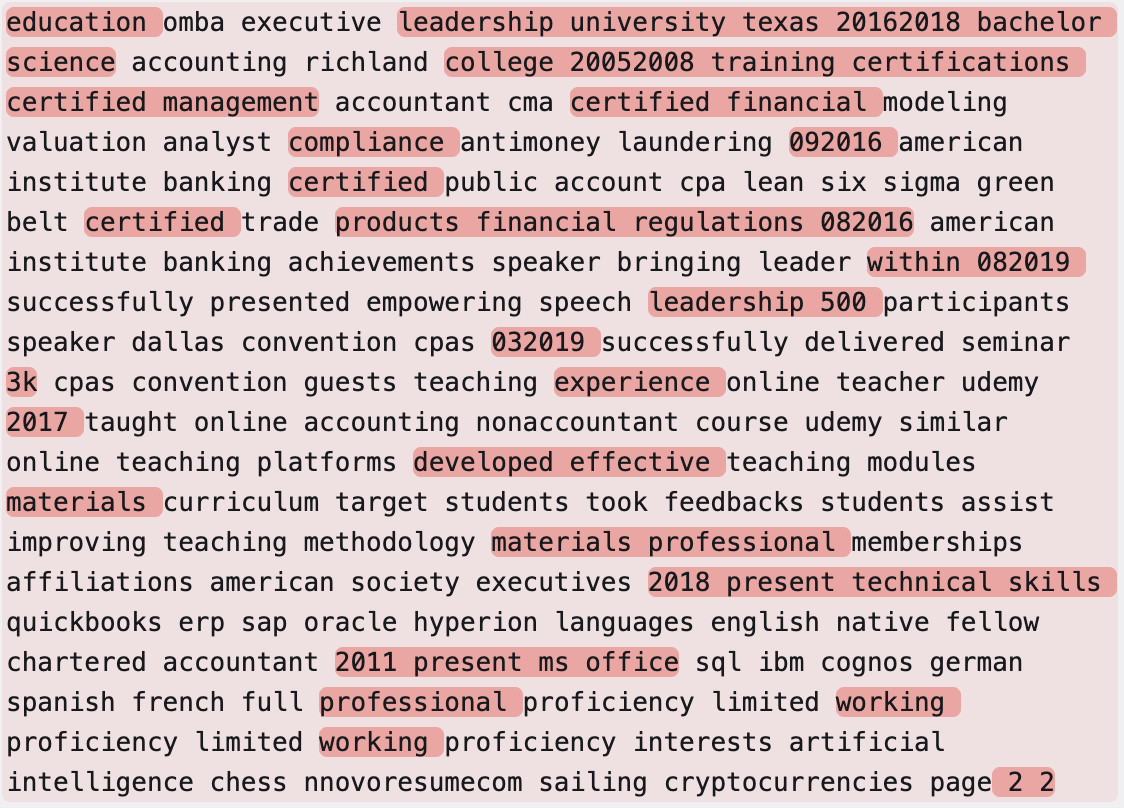 education omba executive leadership university texas 20162018 bachelor
science accounting richland college 20052008 training certifications
certified management accountant cma certified financial modeling
valuation analyst compliance antimoney laundering 092016 american
institute banking certified public account cpa lean six sigma green
belt certified trade products financial regulations 082016 american
institute banking achievements speaker bringing leader within 082019
successfully presented empowering speech leadership 500 participants
speaker dallas convention cpas 032019 successfully delivered seminar
3k cpas convention guests teaching experience online teacher udemy
2017 taught online accounting nonaccountant course udemy similar
online teaching platforms developed effective teaching modules
materials curriculum target students took feedbacks students assist
improving teaching methodology materials professional memberships
affiliations american society executives 2018 present technical skills
quickbooks erp sap oracle hyperion languages english native fellow
chartered accountant 2011 present ms office sql ibm cognos german
spanish french full professional proficiency limited working
proficiency limited working proficiency interests artificial
intelligence chess nnovoresumecom sailing cryptocurrencies page 2 2